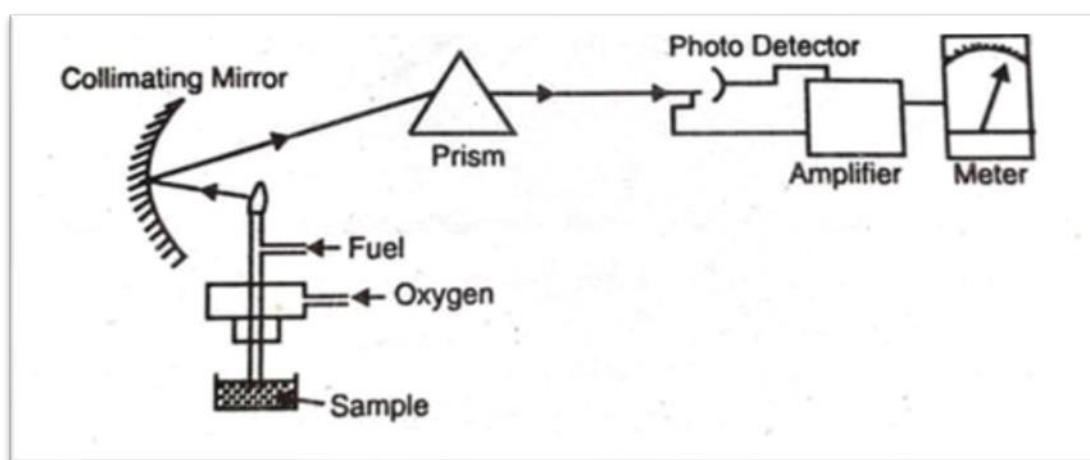 Photo Detector
Collimating Mirror
Prism
Amplifier
Meter
Fuel
Oxygen
Sample